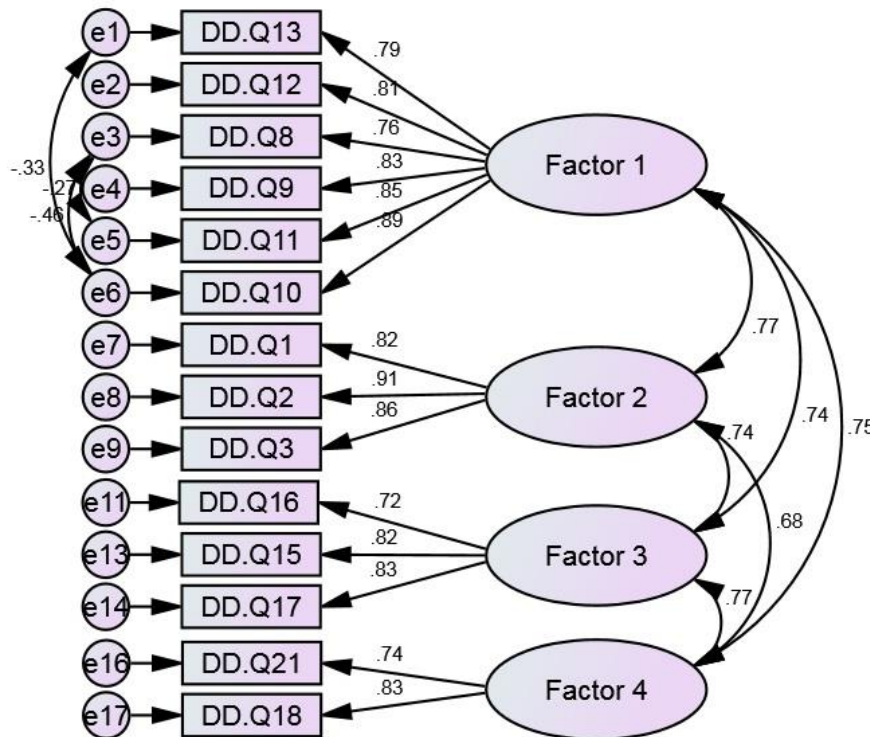 e1 DD.Q13 .79
e2 DD.Q12 .81
e3 DD.Q8 .76
-.33 -.27 e4 DD.Q9 .83 Factor 1
-.46 e5 DD.Q11 .85
e6 DD.Q10 .89
e7 DD.Q1 .82 .77
e8 DD.Q2 .91 Factor 2
e9 DD.Q3 .86 .74 .74 .75
e11 DD.Q16 .72 .68
e13 DD.Q15 .82 Factor 3
e14 DD.Q17 .83 .77
e16 DD.Q21 .74 Factor 4
e17 DD.Q18 .83